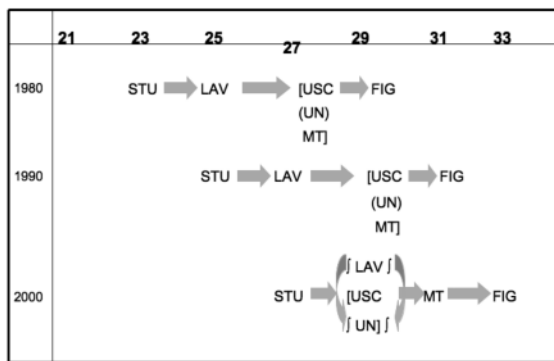 21 23 25 27 29 31 33
1980 STU LAV [USC FIG
(UN)
MT]
1990 STU LAV [USC FIG
(UN)
MT]
∫ LAV ∫
2000 STU [USC MT FIG
∫ UN] ∫